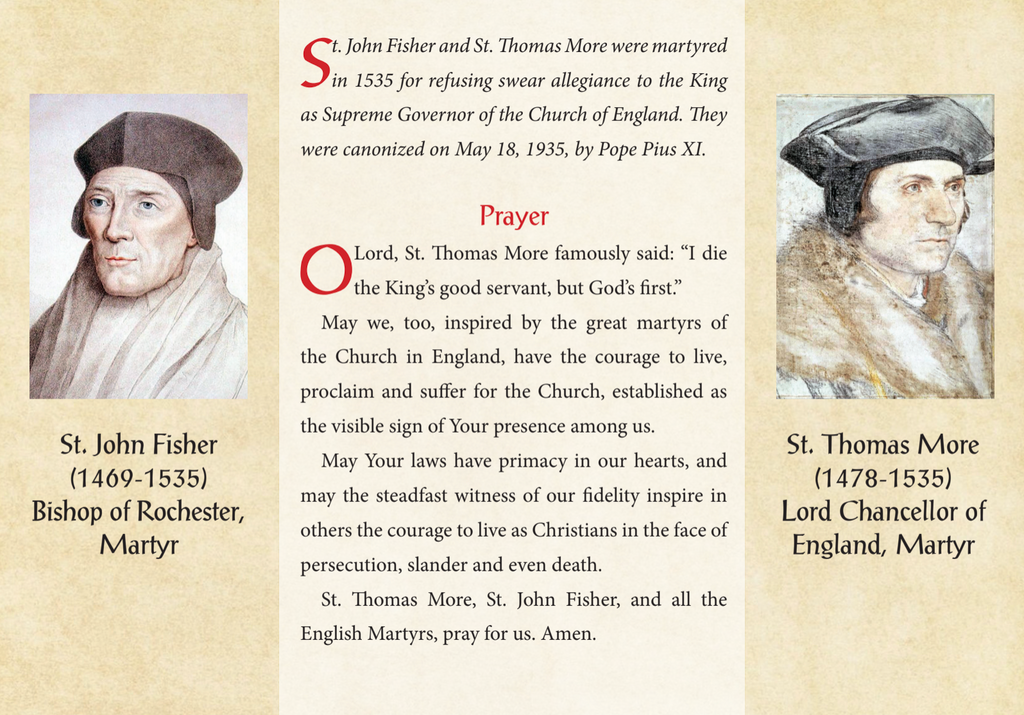 St. John Fisher and St. Thomas More were martyred
in 1535 for refusing swear allegiance to the King
as Supreme Governor of the Church of England. They
were canonized on May 18, 1935, by Pope Pius XI.
Prayer
O Lord, St. Thomas More famously said: “I die
the King’s good servant, but God’s first.”
May we, too, inspired by the great martyrs of
the Church in England, have the courage to live,
proclaim and suffer for the Church, established as
the visible sign of Your presence among us.
May Your laws have primacy in our hearts, and
may the steadfast witness of our fidelity inspire in
others the courage to live as Christians in the face of
persecution, slander and even death.
St. Thomas More, St. John Fisher, and all the
English Martyrs, pray for us. Amen.
St. John Fisher
(1469-1535)
Bishop of Rochester,
Martyr
St. Thomas More
(1478-1535)
Lord Chancellor of
England, Martyr